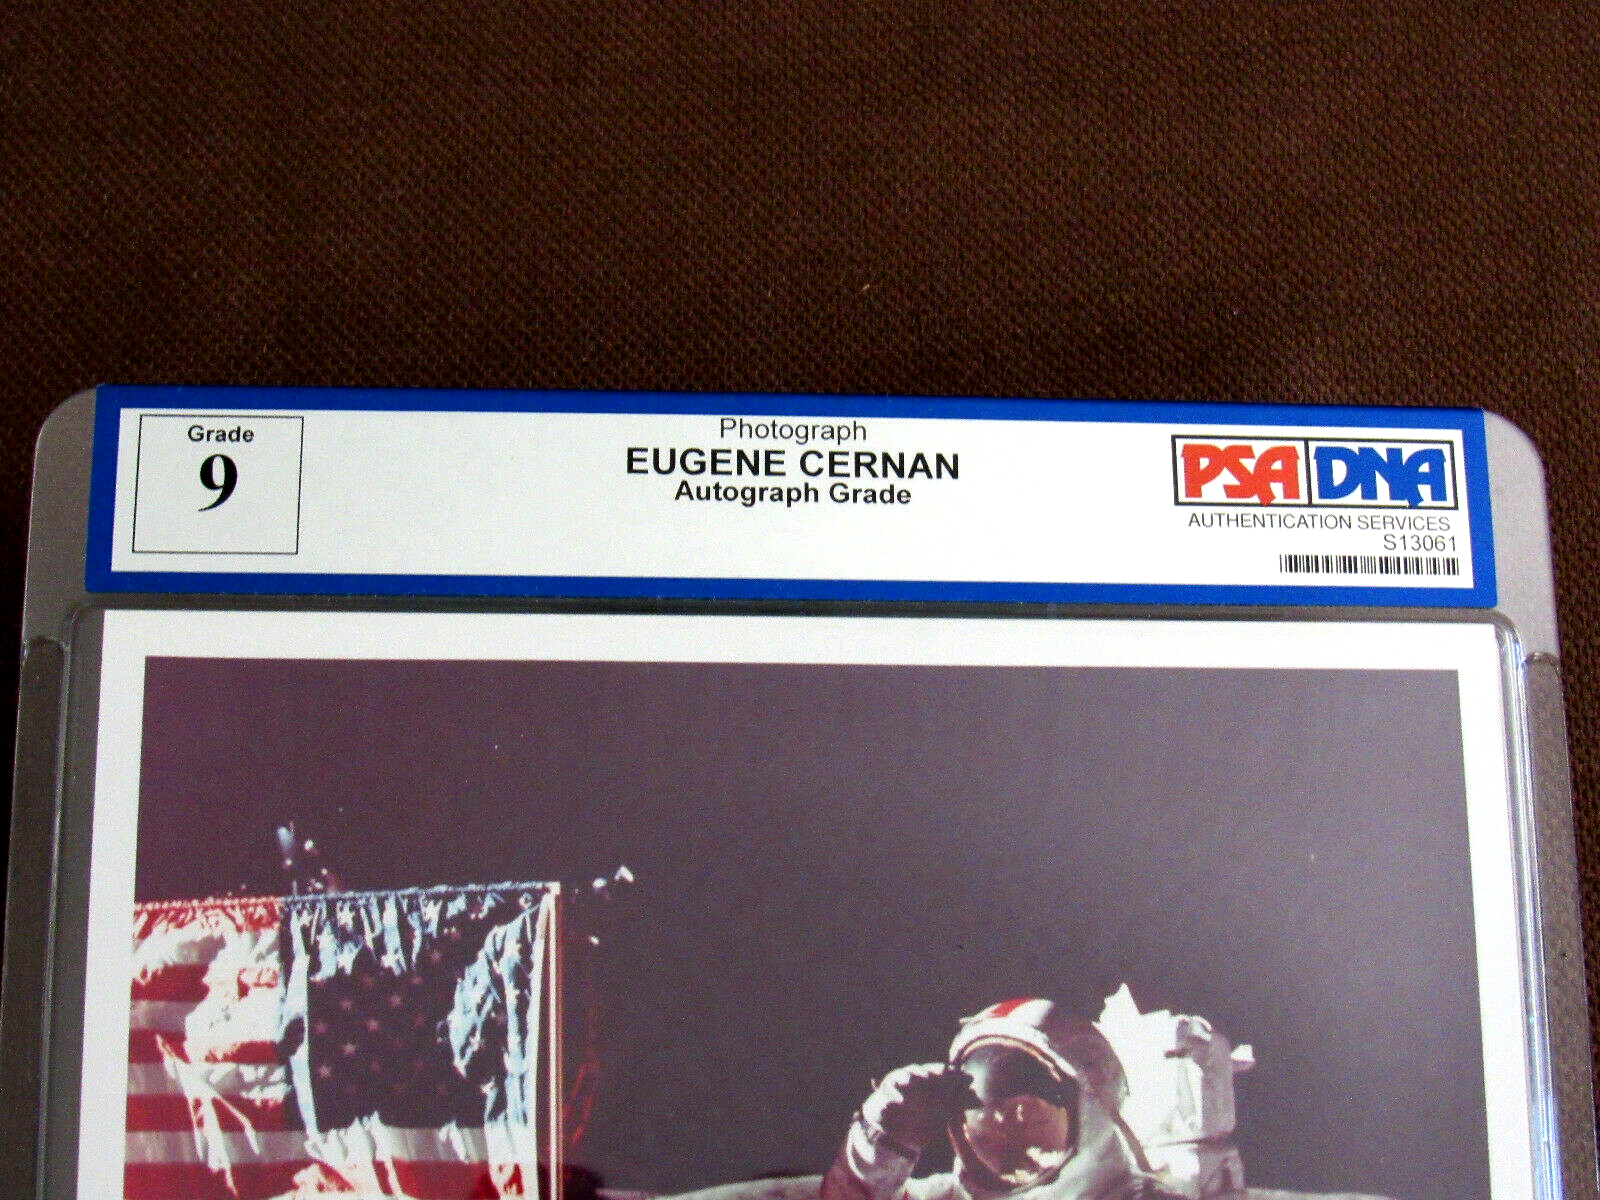 Grade
9
Photograph
EUGENE CERNAN
Autograph Grade
PSA DNA
AUTHENTICATION SERVICES
S13061